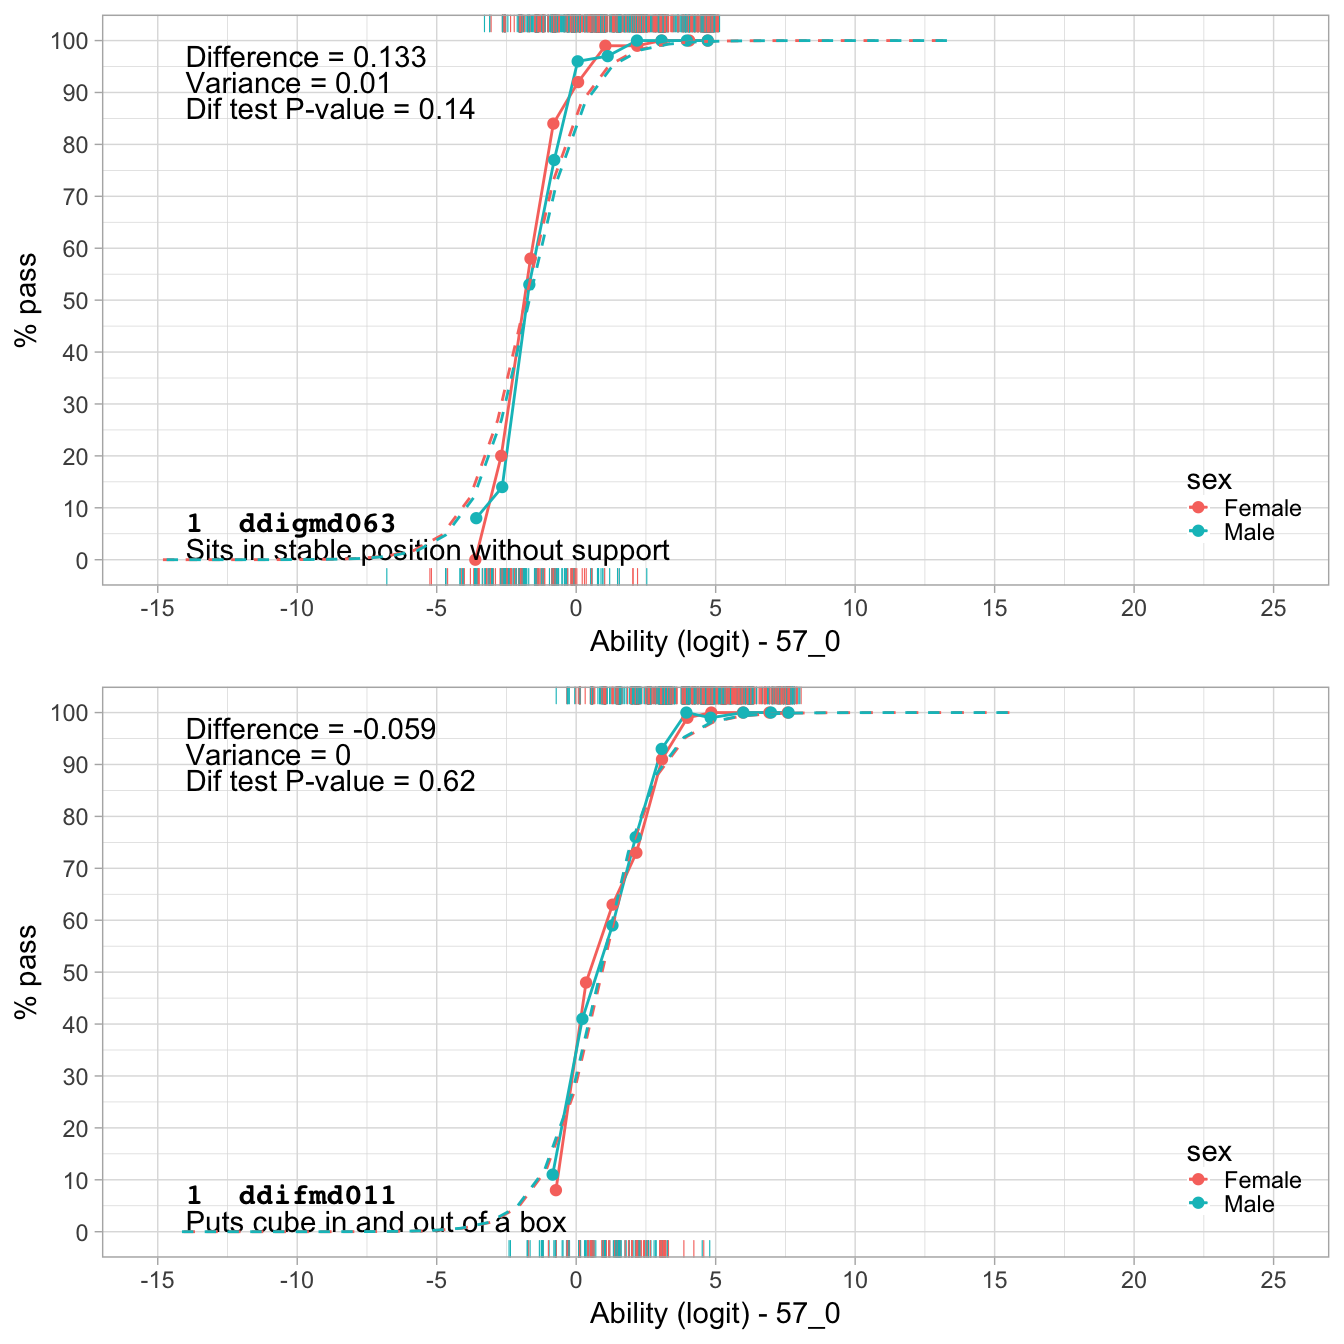 100
90
80
70
60
50
40
30
20
10
0
% pass
Difference = 0.133
Variance = 0.01
Dif test P-value = 0.14
1 ddigmd063
Sits in stable position without support
sex
Female
Male
-15 -10 -5 0 5 10 15 20 25
Ability (logit) - 57_0
100
90
80
70
60
50
40
30
20
10
0
% pass
Difference = -0.059
Variance = 0
Dif test P-value = 0.62
1 ddifmd011
Puts cube in and out of a box
sex
Female
Male
-15 -10 -5 0 5 10 15 20 25
Ability (logit) - 57_0